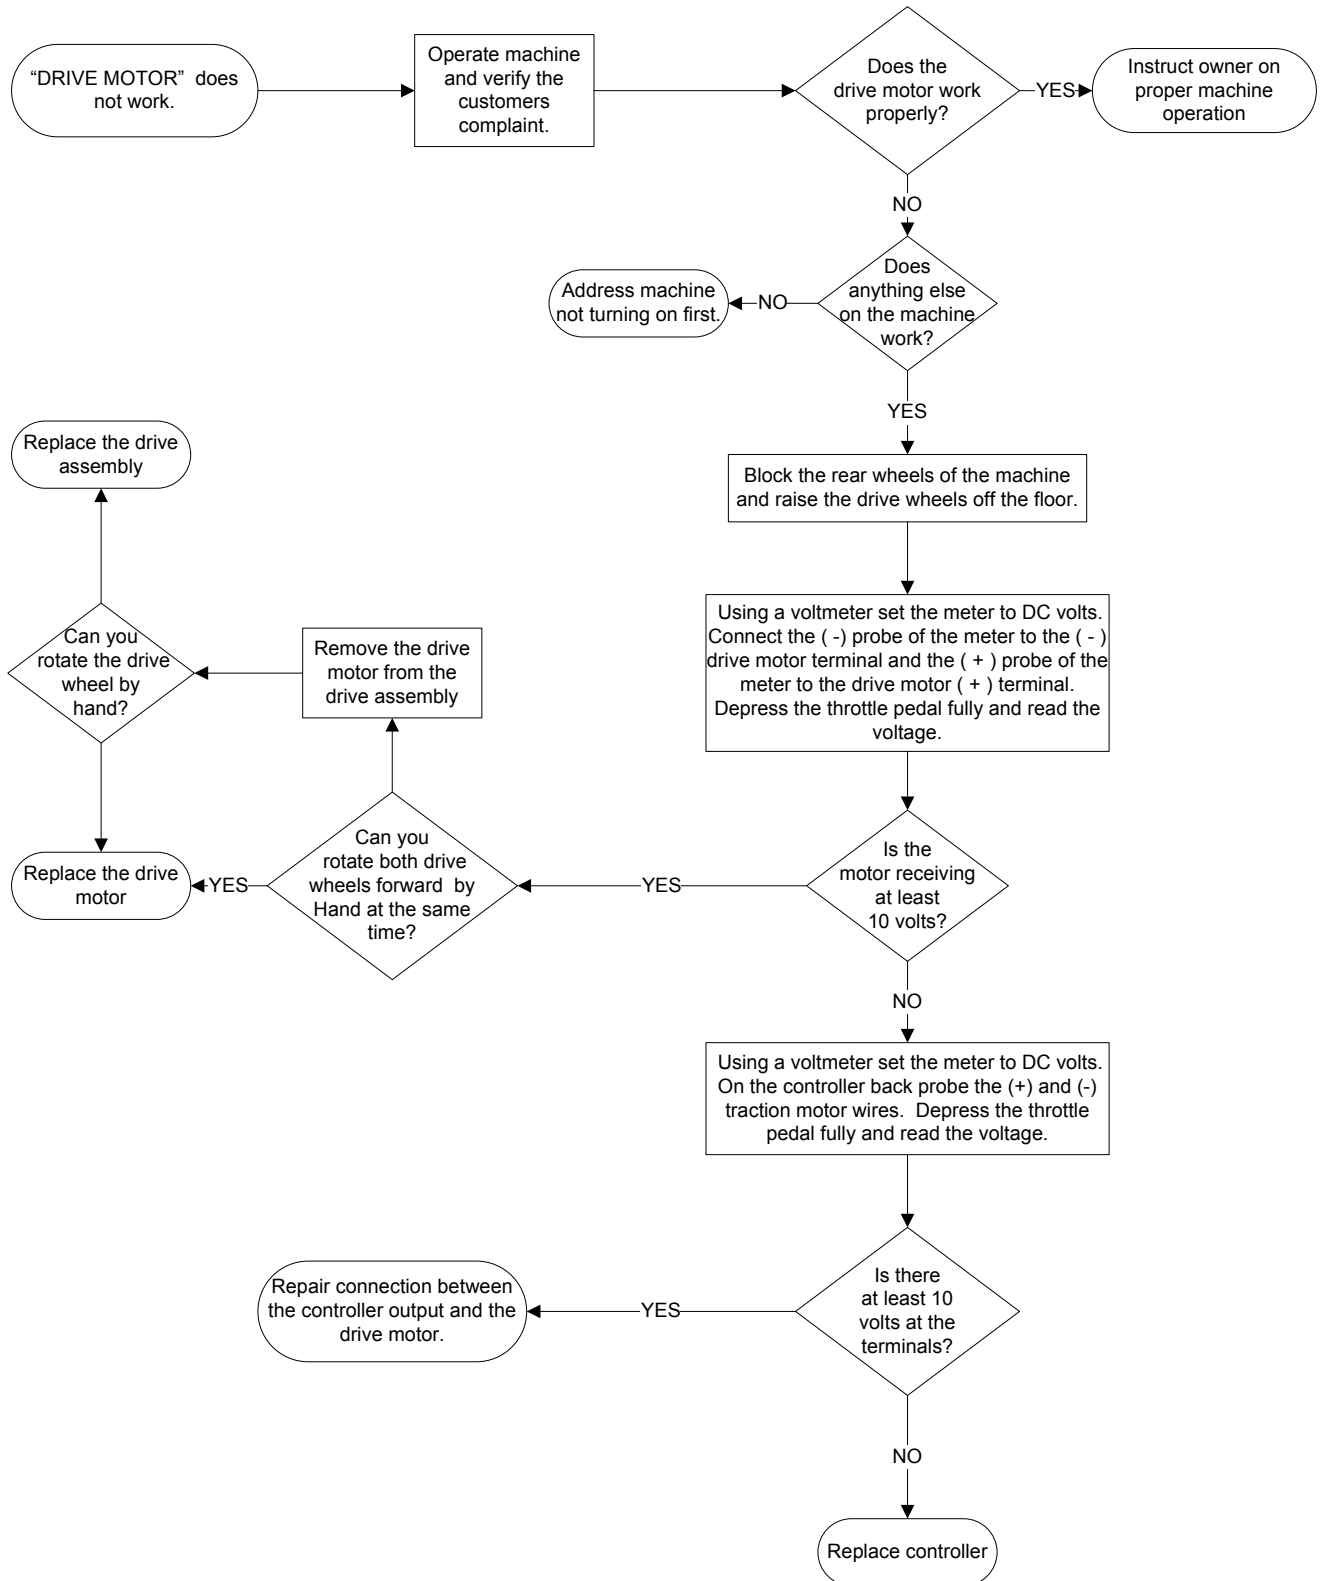 “DRIVE MOTOR” does
not work.
Operate machine
and verify the
customers
complaint.
Does the
drive motor work
properly?
YES
Instruct owner on
proper machine
operation
NO
Does
anything else
on the machine
work?
NO
Address machine
not turning on first.
YES
Block the rear wheels of the machine
and raise the drive wheels off the floor.
Using a voltmeter set the meter to DC volts.
Connect the ( -) probe of the meter to the ( - )
drive motor terminal and the ( + ) probe of the
meter to the drive motor ( + ) terminal.
Depress the throttle pedal fully and read the
voltage.
Is the
motor receiving
at least
10 volts?
YES
Can you
rotate both drive
wheels forward by
Hand at the same
time?
YES
Replace the drive
motor
Remove the drive
motor from the
drive assembly
Can you
rotate the drive
wheel by
hand?
Replace the drive
assembly
NO
Using a voltmeter set the meter to DC volts.
On the controller back probe the (+) and (-)
traction motor wires. Depress the throttle
pedal fully and read the voltage.
Is there
at least 10
volts at the
terminals?
YES
Repair connection between
the controller output and the
drive motor.
NO
Replace controller